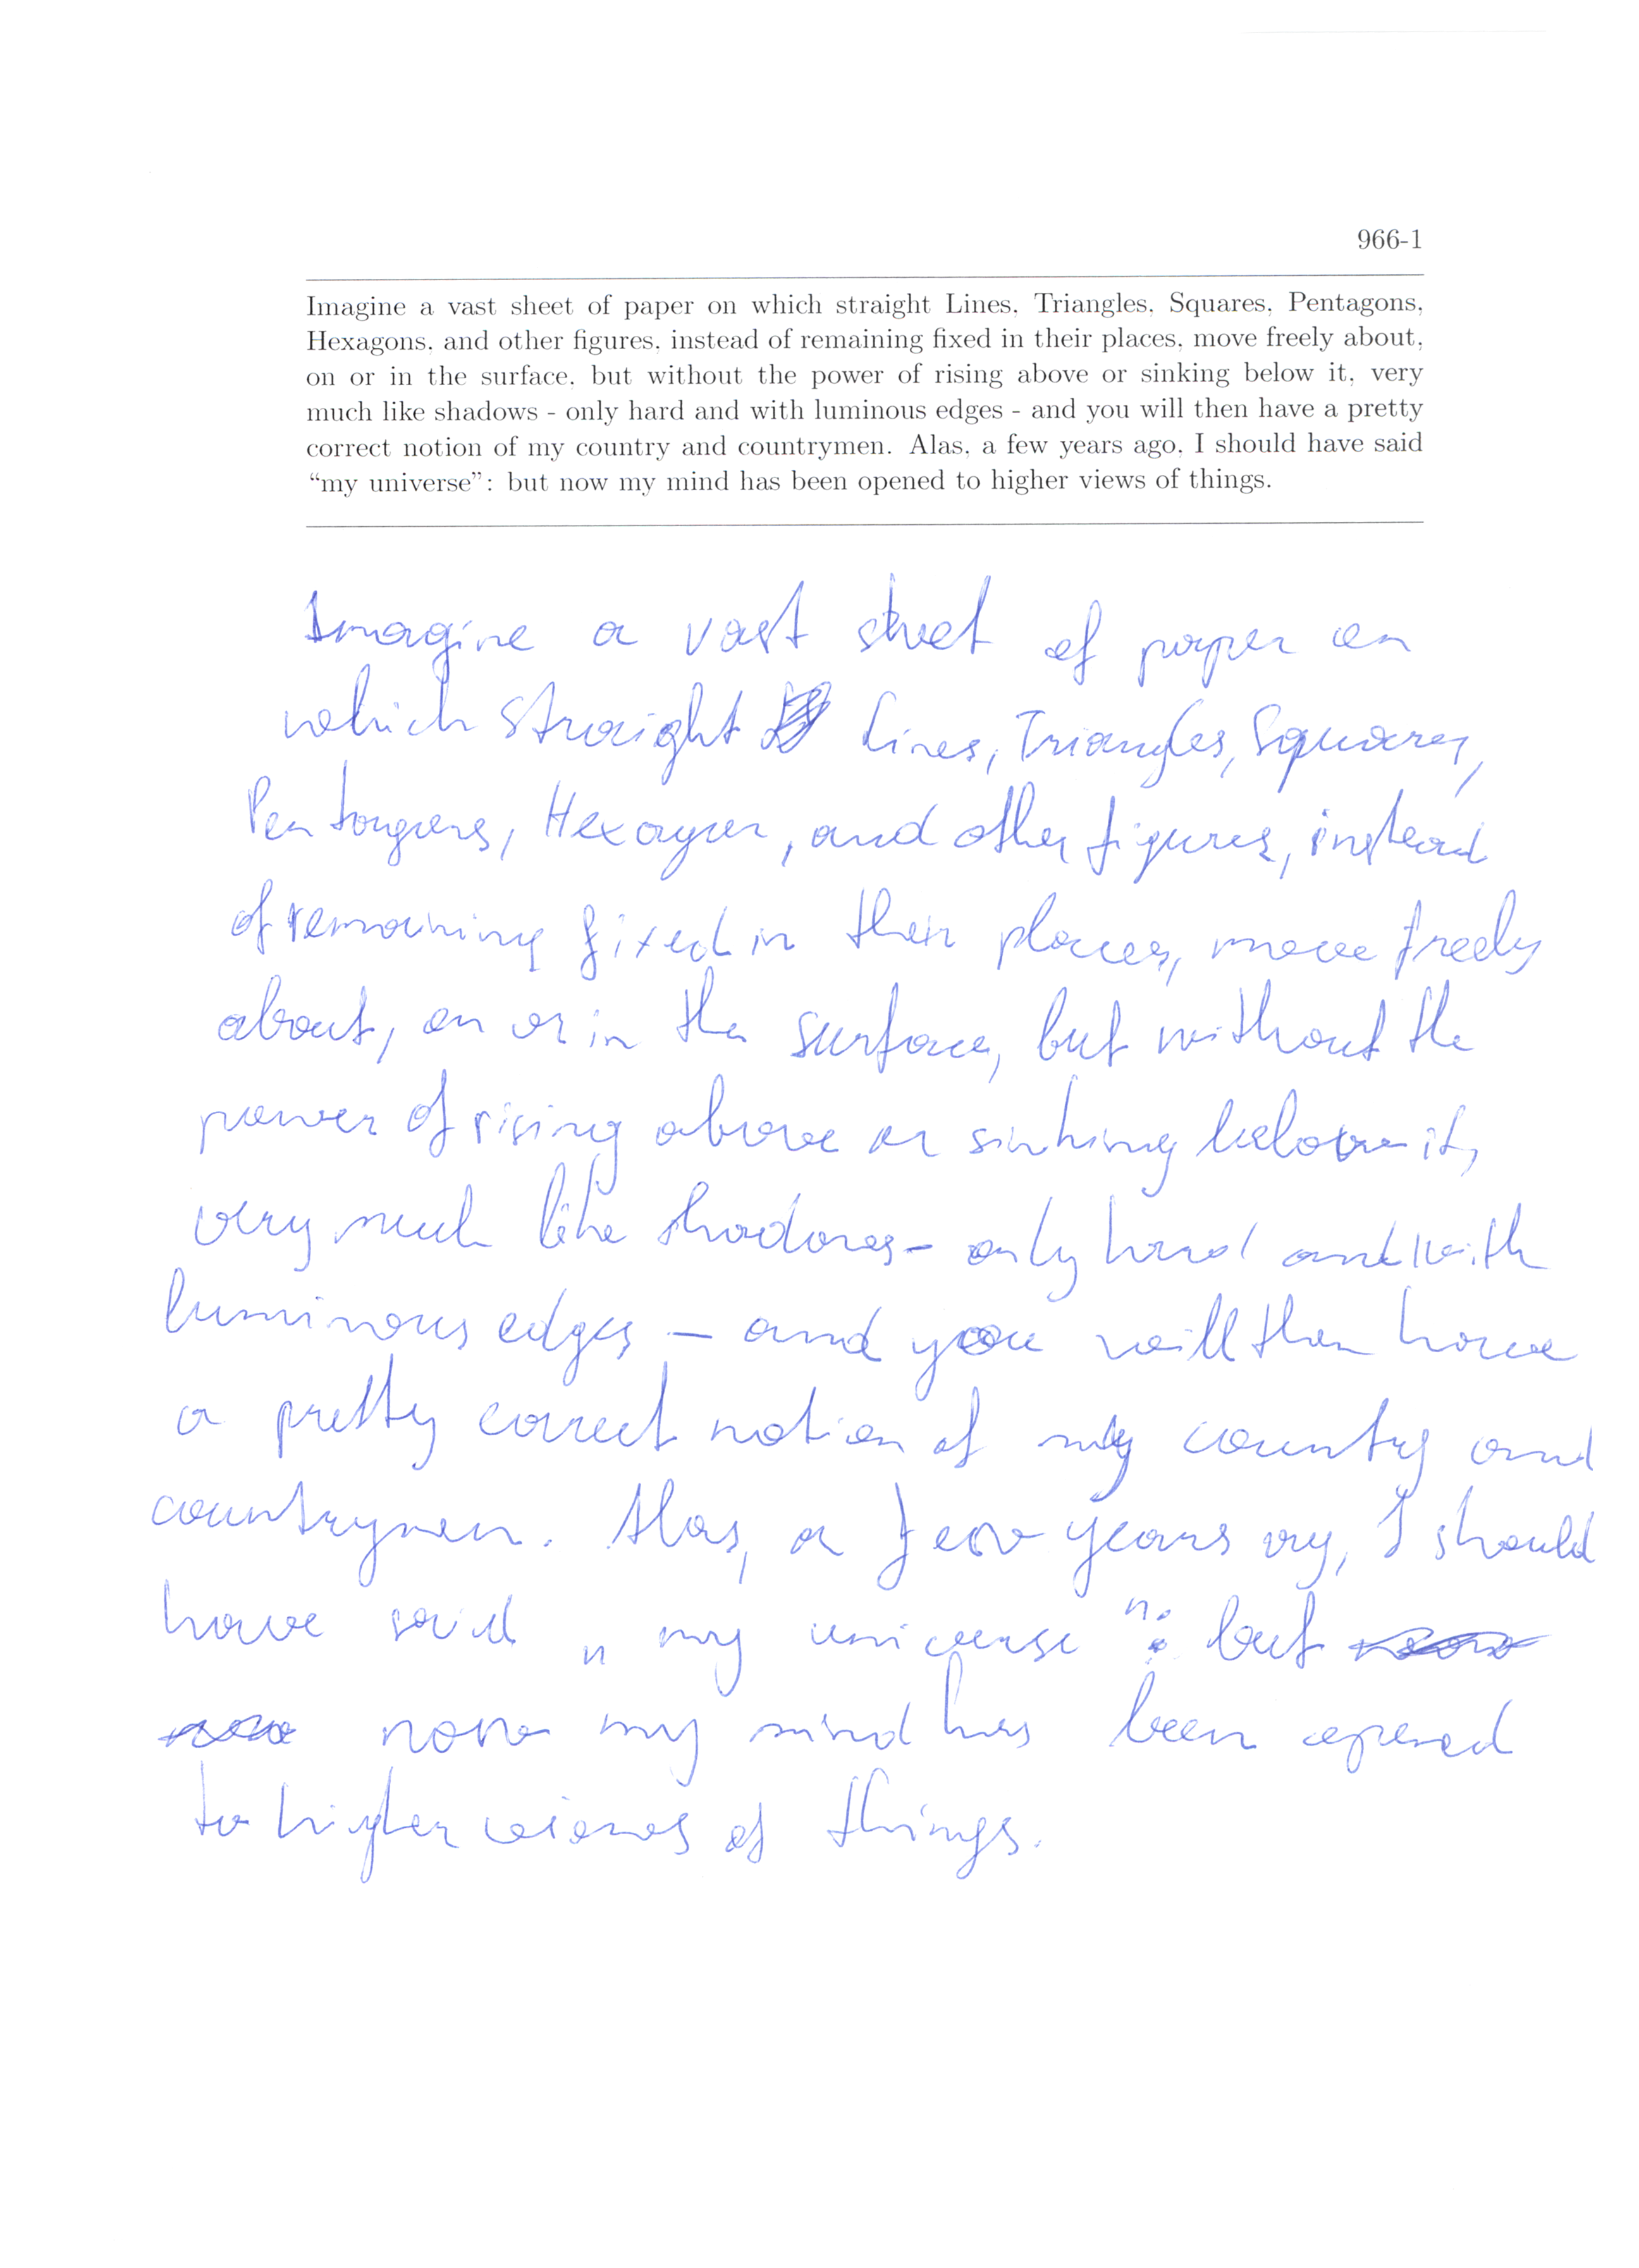 966-1
Imagine a vast sheet of paper on which straight Lines, Triangles, Squares, Pentagons,
Hexagons, and other figures, instead of remaining fixed in their places, move freely about,
on or in the surface, but without the power of rising above or sinking below it, very
much like shadows - only hard and with luminous edges - and you will then have a pretty
correct notion of my country and countrymen. Alas, a few years ago, I should have said
“my universe”: but now my mind has been opened to higher views of things.
Imagine a vast sheet of paper on
which straight Lines, Triangles, Squares,
Pentagons, Hexagon, and other figures, instead
of remaining fixed in their places, move freely
about, on or in the surface, but without the
power of rising above or sinking below it,
very much like shadows - only hard and with
luminous edges - and you will then have
a pretty correct notion of my country and
countrymen. Alas, a few years ago, I should
have said „my universe": but
now my mind has been opened
to higher views of things.